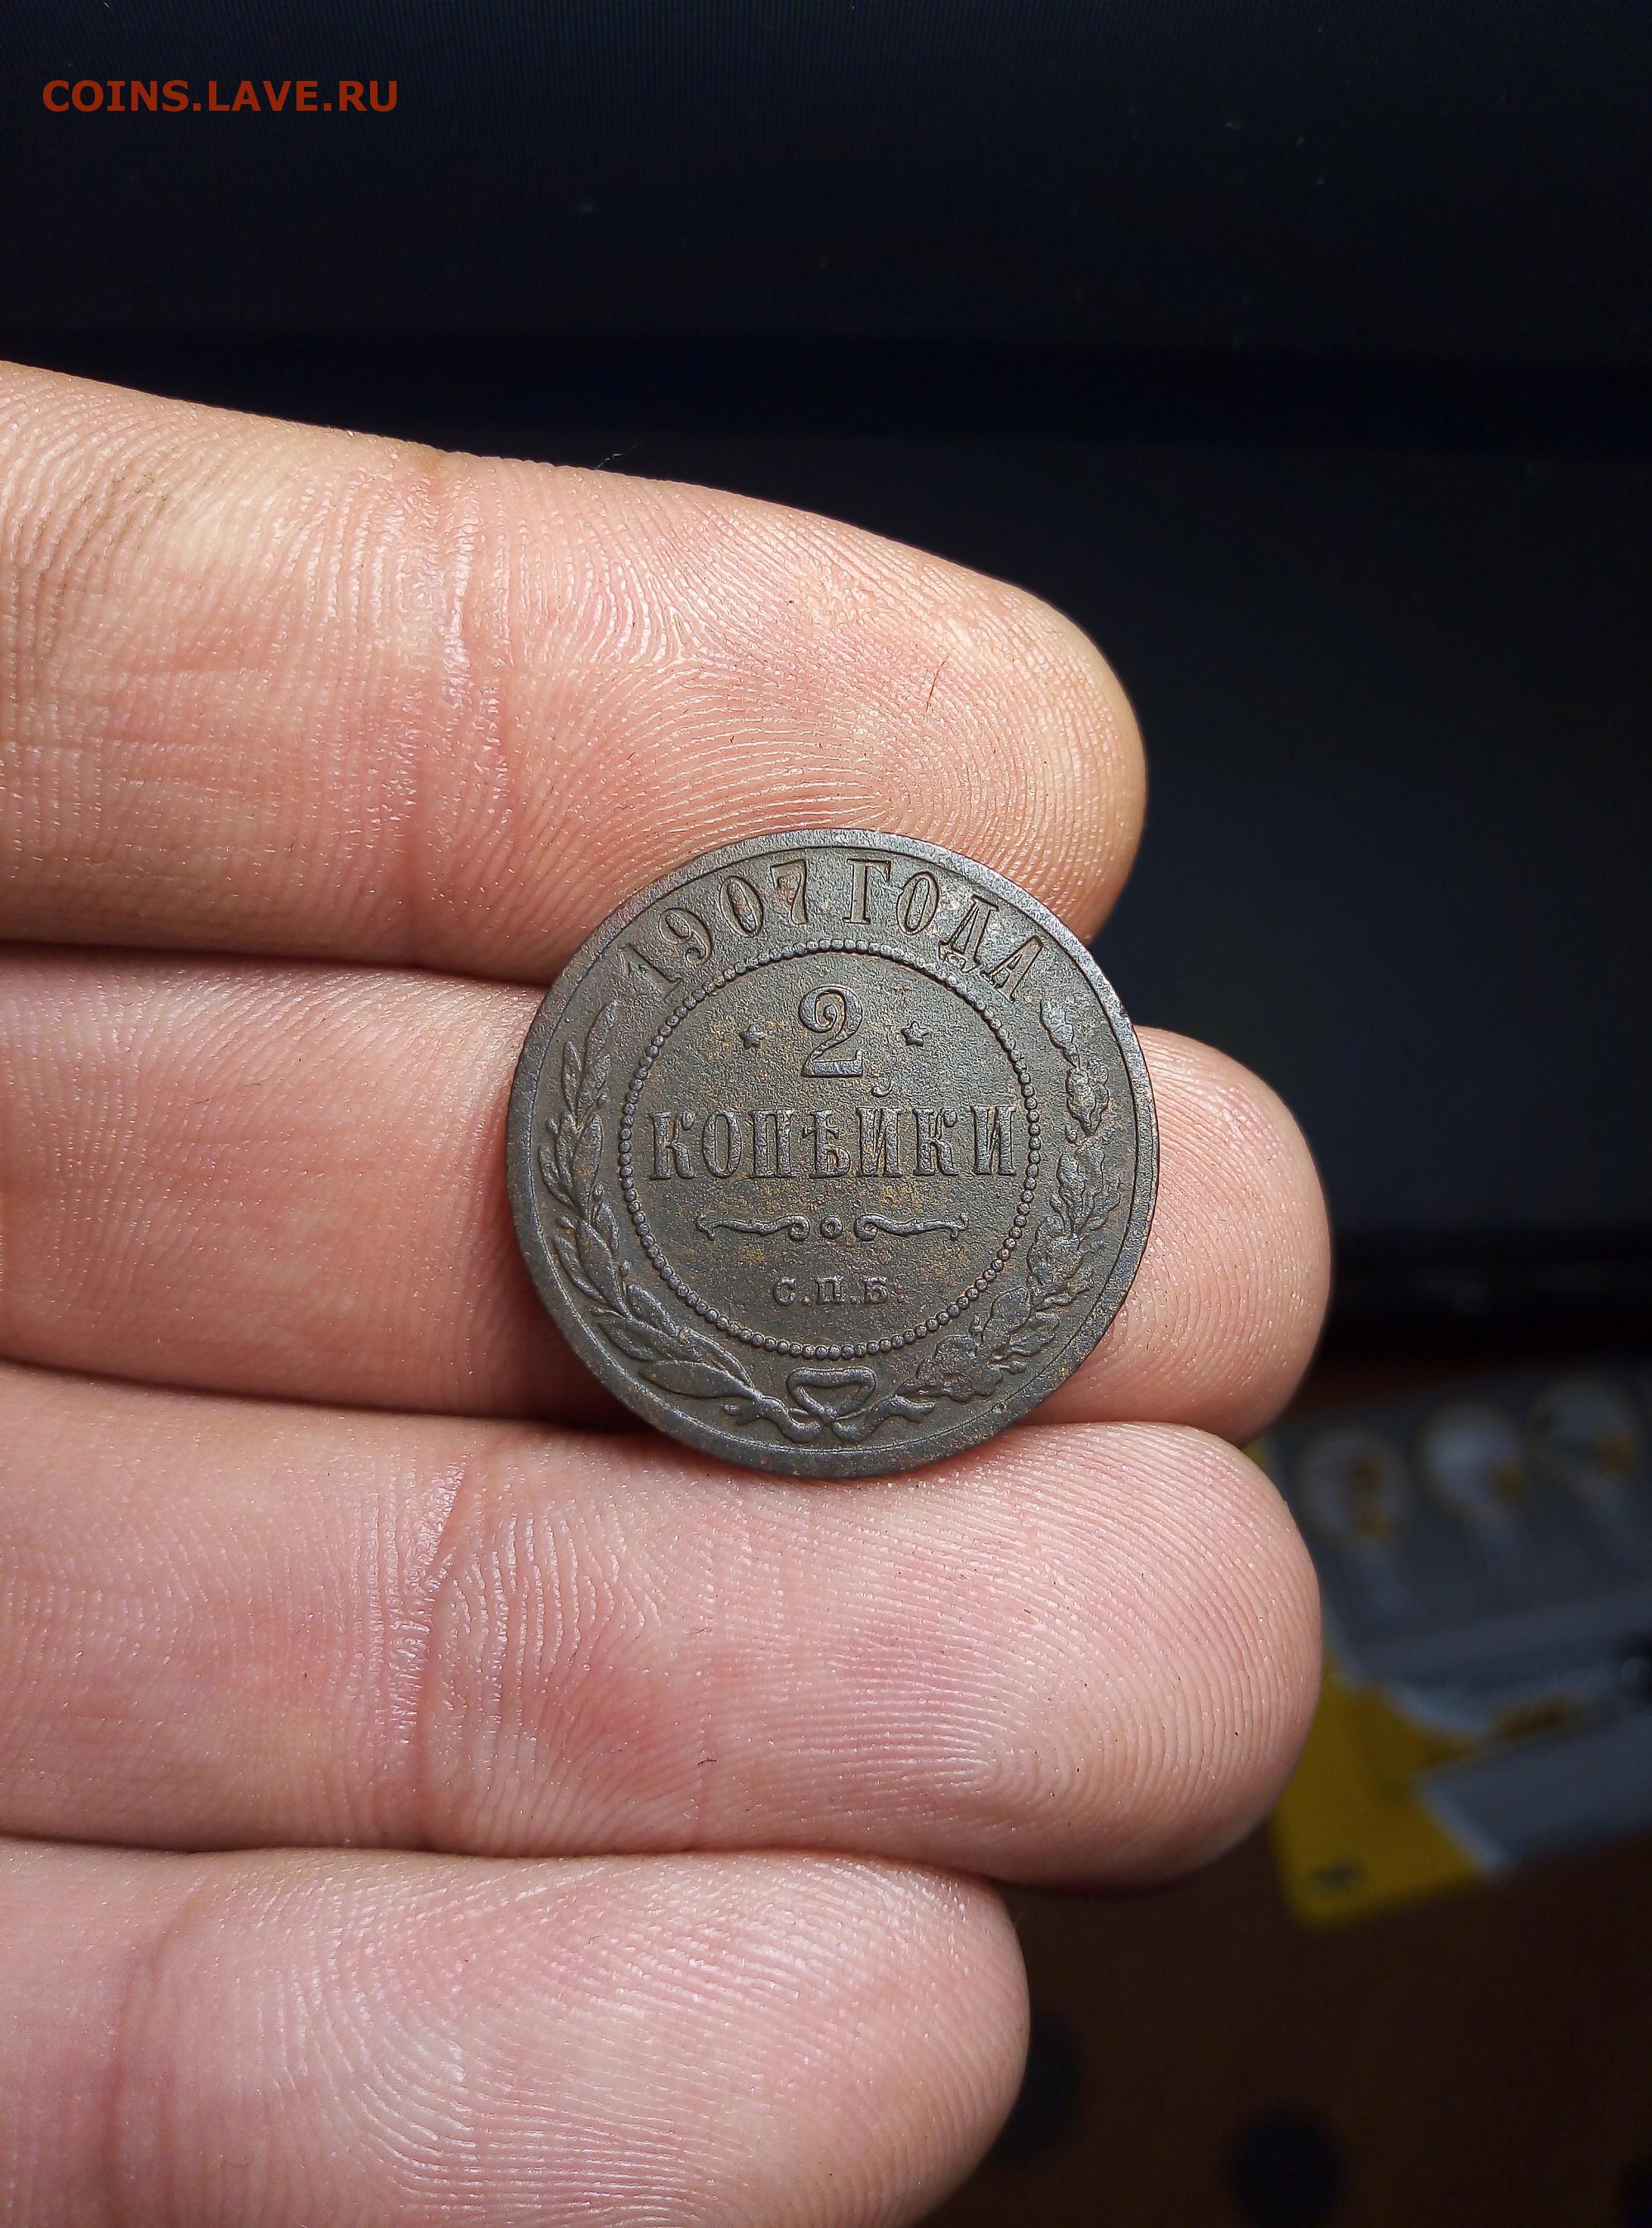 COINS.LAVE.RU
1907 ГОДА
* 2 *
КОПѢЙКИ
С.П.Б.